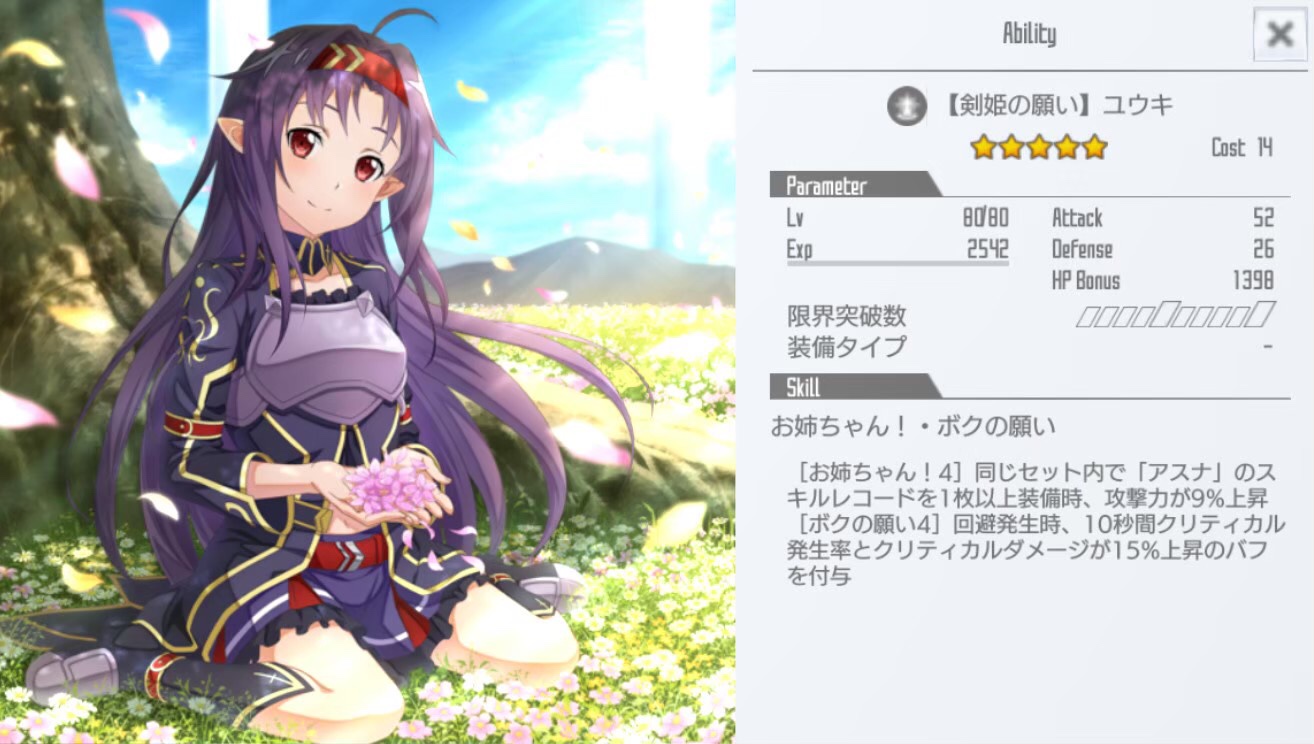 Ability
【剣姫の願い】ユウキ
Cost 14
Parameter
Lv 80/80 Attack 52
Exp 2542 Defense 26
HP Bonus 1398
限界突破数
装備タイプ -
Skill
お姉ちゃん!・ボクの願い
[お姉ちゃん!4]同じセット内で「アスナ」のス
キルレコードを1枚以上装備時、攻撃力が9%上昇
[ボクの願い4]回避発生時、10秒間クリティカル
発生率とクリティカルダメージが15%上昇のバフ
を付与